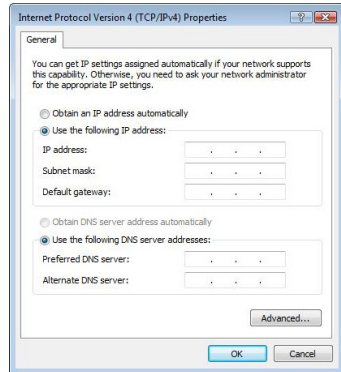 Internet Protocol Version 4 (TCP/IPv4) Properties
General
You can get IP settings assigned automatically if your network supports
this capability. Otherwise, you need to ask your network administrator
for the appropriate IP settings.
Obtain an IP address automatically
Use the following IP address:
IP address:
Subnet mask:
Default gateway:
Obtain DNS server address automatically
Use the following DNS server addresses:
Preferred DNS server:
Alternate DNS server:
Advanced...
OK
Cancel